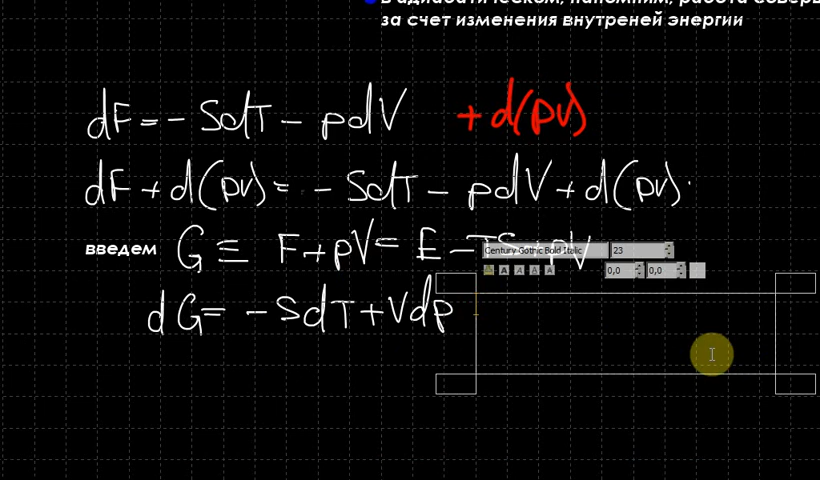 за счет изменения внутреней энергии
dF = - SdT - pdV + d(pV)
dF + d(pV) = - SdT - pdV + d(pV).
введем G ≡ F + pV = E - TS + pV
Century Gothic Bold Italic 23
A A A A A 0,0 0,0
dG = - SdT + Vdp